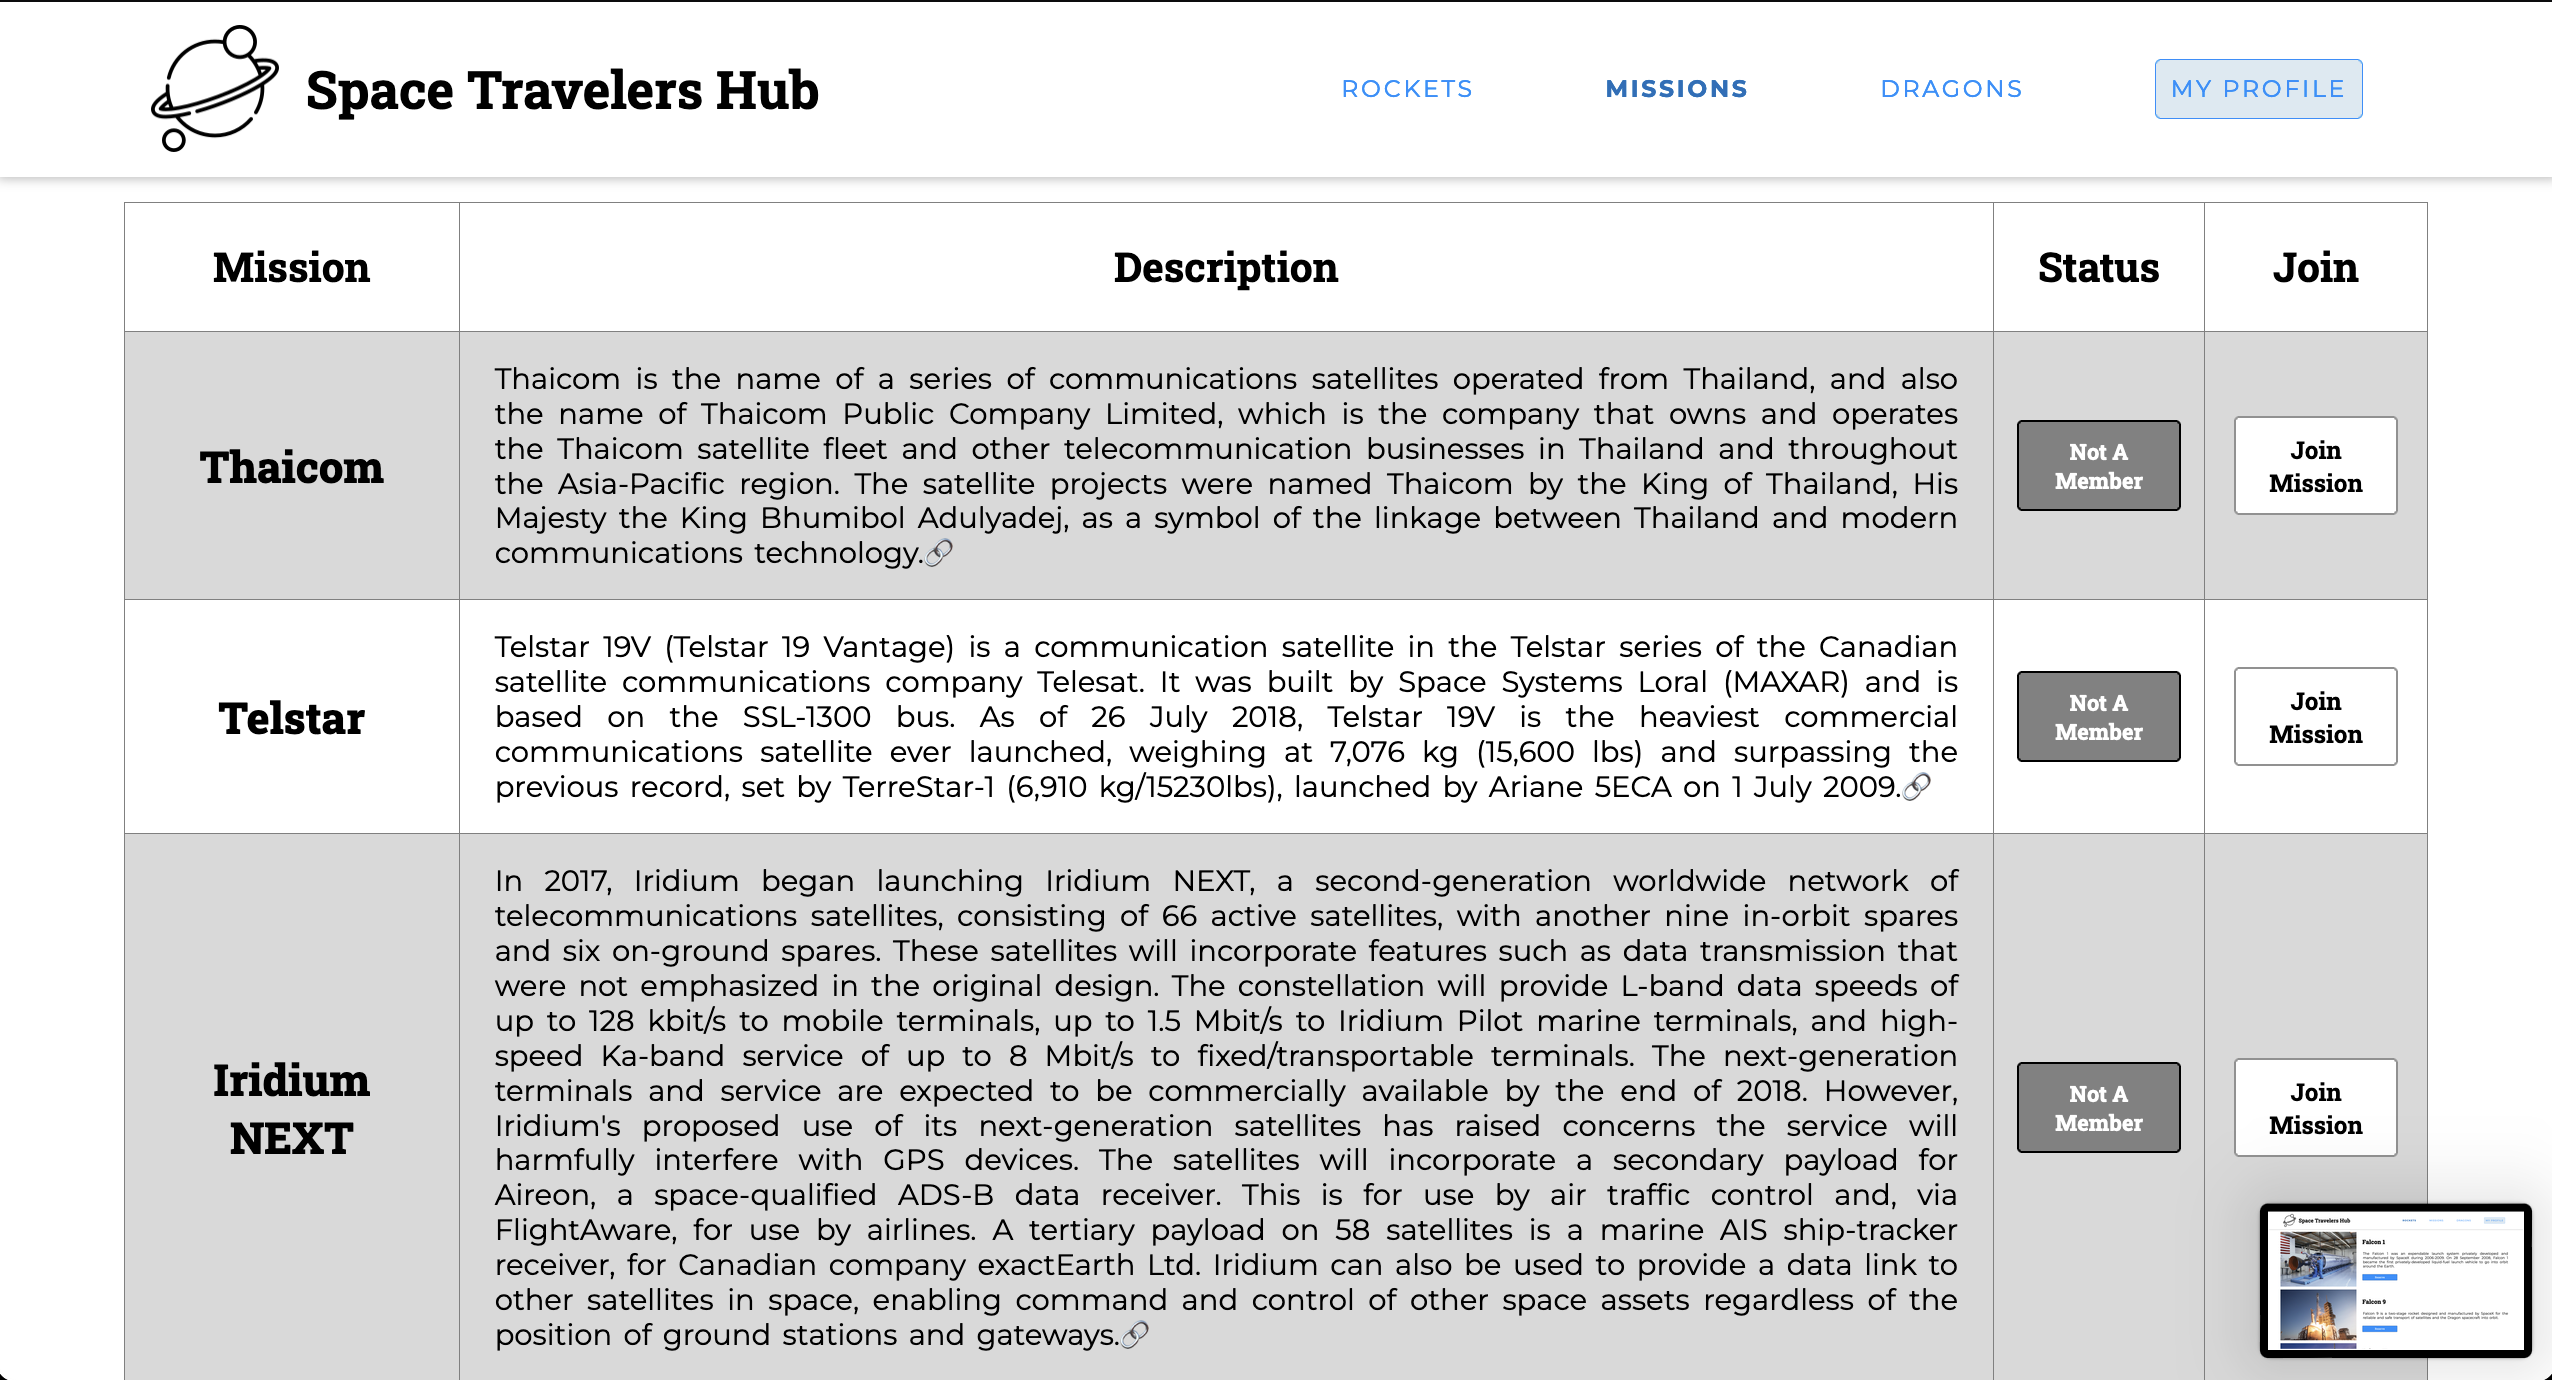 Space Travelers Hub
ROCKETS
MISSIONS
DRAGONS
MY PROFILE
Mission
Description
Status
Join
Thaicom
Thaicom is the name of a series of communications satellites operated from Thailand, and also
the name of Thaicom Public Company Limited, which is the company that owns and operates
the Thaicom satellite fleet and other telecommunication businesses in Thailand and throughout
the Asia-Pacific region. The satellite projects were named Thaicom by the King of Thailand, His
Majesty the King Bhumibol Adulyadej, as a symbol of the linkage between Thailand and modern
communications technology.🔗
Not A
Member
Join
Mission
Telstar
Telstar 19V (Telstar 19 Vantage) is a communication satellite in the Telstar series of the Canadian
satellite communications company Telesat. It was built by Space Systems Loral (MAXAR) and is
based on the SSL-1300 bus. As of 26 July 2018, Telstar 19V is the heaviest commercial
communications satellite ever launched, weighing at 7,076 kg (15,600 lbs) and surpassing the
previous record, set by TerreStar-1 (6,910 kg/15230lbs), launched by Ariane 5ECA on 1 July 2009.🔗
Not A
Member
Join
Mission
Iridium
NEXT
In 2017, Iridium began launching Iridium NEXT, a second-generation worldwide network of
telecommunications satellites, consisting of 66 active satellites, with another nine in-orbit spares
and six on-ground spares. These satellites will incorporate features such as data transmission that
were not emphasized in the original design. The constellation will provide L-band data speeds of
up to 128 kbit/s to mobile terminals, up to 1.5 Mbit/s to Iridium Pilot marine terminals, and high-
speed Ka-band service of up to 8 Mbit/s to fixed/transportable terminals. The next-generation
terminals and service are expected to be commercially available by the end of 2018. However,
Iridium's proposed use of its next-generation satellites has raised concerns the service will
harmfully interfere with GPS devices. The satellites will incorporate a secondary payload for
Aireon, a space-qualified ADS-B data receiver. This is for use by air traffic control and, via
FlightAware, for use by airlines. A tertiary payload on 58 satellites is a marine AIS ship-tracker
receiver, for Canadian company exactEarth Ltd. Iridium can also be used to provide a data link to
other satellites in space, enabling command and control of other space assets regardless of the
position of ground stations and gateways.🔗
Not A
Member
Join
Mission
Space Travelers Hub
Falcon 1
Falcon 9